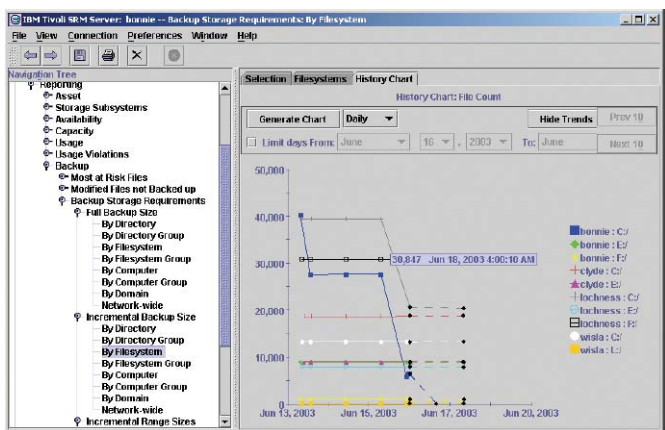 IBM Tivoli SRM Server: bonnie -- Backup Storage Requirements: By Filesystem
File View Connection Preferences Window Help
Navigation Tree
Reporting
Asset
Storage Subsystems
Availability
Capacity
Usage
Usage Violations
Backup
Most at Risk Files
Modified Files not Backed up
Backup Storage Requirements
Full Backup Size
By Directory
By Directory Group
By Filesystem
By Filesystem Group
By Computer
By Computer Group
By Domain
Network-wide
Incremental Backup Size
By Directory
By Directory Group
By Filesystem
By Filesystem Group
By Computer
By Computer Group
By Domain
Network-wide
Incremental Range Sizes
Selection Filesystems History Chart
History Chart: File Count
Generate Chart Daily Hide Trends Prev 10
Limit days From: June 16 , 2003 To: June Next 10
50,000
40,000
30,000
20,000
10,000
0
30,847 Jun 18, 2003 4:00:10 AM
Jun 13, 2003 Jun 15, 2003 Jun 17, 2003 Jun 20, 2003
bonnie : C:/
bonnie : E:/
bonnie : F:/
clyde : C:/
clyde : E:/
lochness : C:/
lochness : E:/
lochness : F:/
wisla : C:/
wisla : L:/